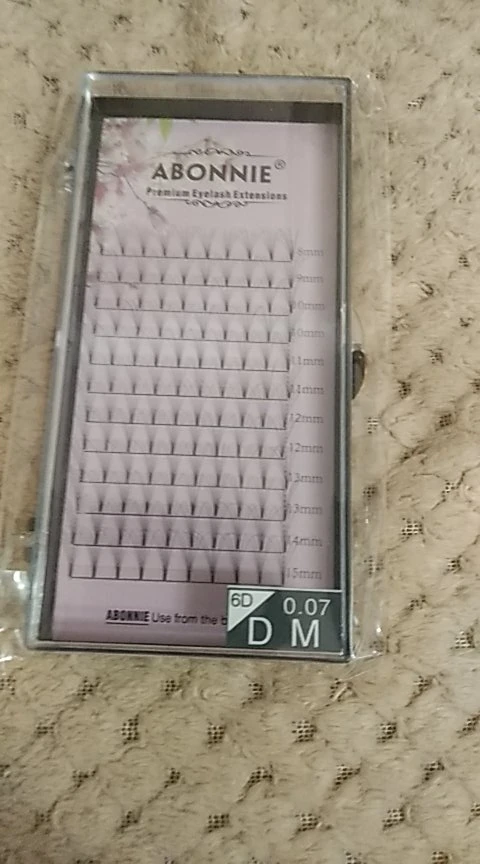 ABONNIE®
Premium Eyelash Extensions
8mm
9mm
10mm
10mm
11mm
11mm
12mm
12mm
13mm
13mm
14mm
15mm
ABONNIE Use from the
6D 0.07
D M